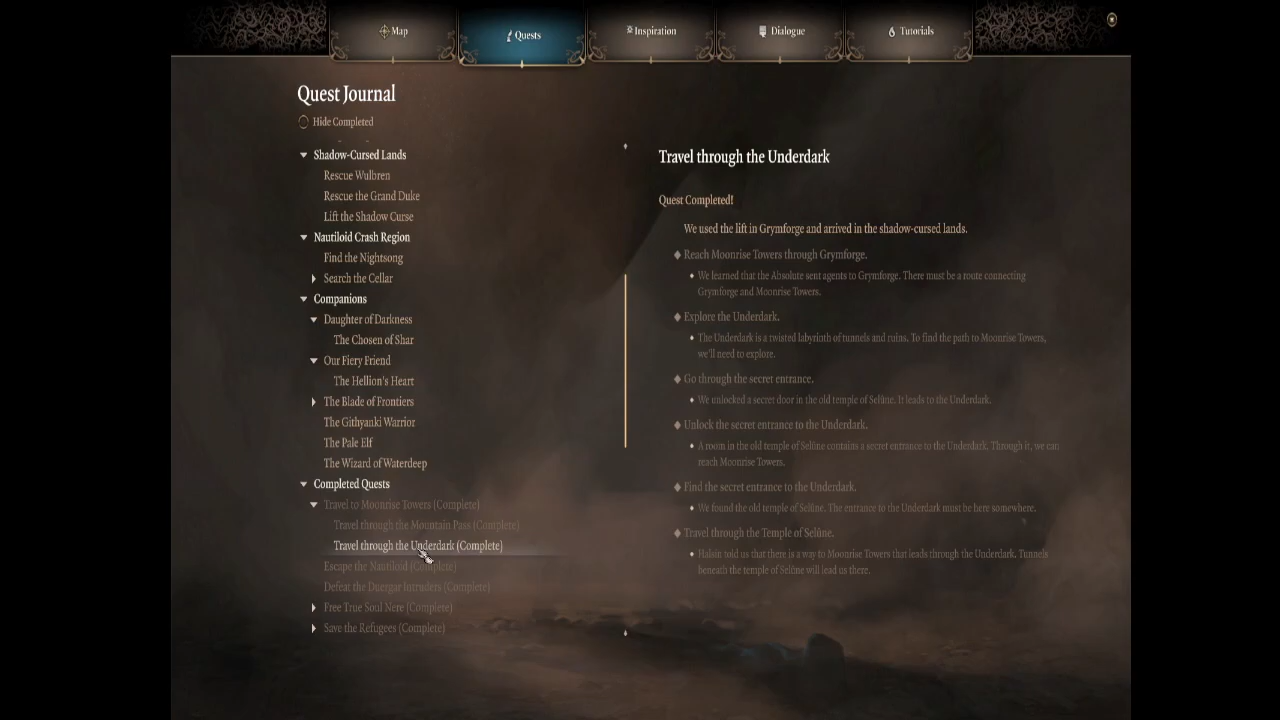 Map
Quests
Inspiration
Dialogue
Tutorials
Quest Journal
Hide Completed
Shadow-Cursed Lands
Rescue Wulbren
Rescue the Grand Duke
Lift the Shadow Curse
Nautiloid Crash Region
Find the Nightsong
Search the Cellar
Companions
Daughter of Darkness
The Chosen of Shar
Our Fiery Friend
The Hellion's Heart
The Blade of Frontiers
The Githyanki Warrior
The Pale Elf
The Wizard of Waterdeep
Completed Quests
Travel to Moonrise Towers (Complete)
Travel through the Mountain Pass (Complete)
Travel through the Underdark (Complete)
Escape the Nautiloid (Complete)
Defeat the Duergar Intruders (Complete)
Free True Soul Nere (Complete)
Save the Refugees (Complete)
Travel through the Underdark
Quest Completed!
We used the lift in Grymforge and arrived in the shadow-cursed lands.
Reach Moonrise Towers through Grymforge.
We learned that the Absolute sent agents to Grymforge. There must be a route connecting
Grymforge and Moonrise Towers.
Explore the Underdark.
The Underdark is a twisted labyrinth of tunnels and ruins. To find the path to Moonrise Towers,
we'll need to explore.
Go through the secret entrance.
We unlocked a secret door in the old temple of Selûne. It leads to the Underdark.
Unlock the secret entrance to the Underdark.
A room in the old temple of Selûne contains a secret entrance to the Underdark. Through it, we can
reach Moonrise Towers.
Find the secret entrance to the Underdark.
We found the old temple of Selûne. The entrance to the Underdark must be here somewhere.
Travel through the Temple of Selûne.
Halsin told us that there is a way to Moonrise Towers that leads through the Underdark. Tunnels
beneath the temple of Selûne will lead us there.